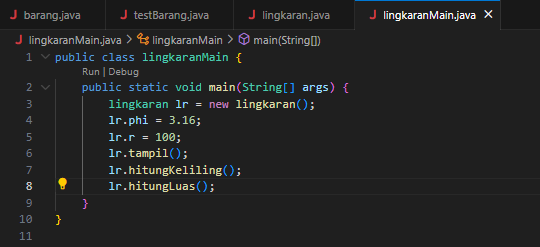 J barang.java J testBarang.java J lingkaran.java J lingkaranMain.java ×
J lingkaranMain.java > lingkaranMain > main(String[])
1 public class lingkaranMain {
Run | Debug
2 public static void main(String[] args) {
3 lingkaran lr = new lingkaran();
4 lr.phi = 3.16;
5 lr.r = 100;
6 lr.tampil();
7 lr.hitungKeliling();
8 lr.hitungLuas();
9 }
10 }
11